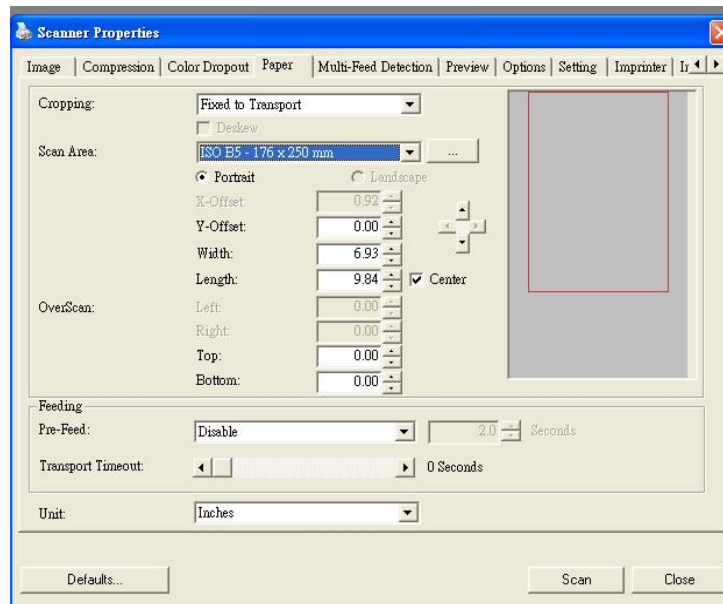 Scanner Properties
Image Compression Color Dropout Paper Multi-Feed Detection Preview Options Setting Imprinter
Cropping: Fixed to Transport
Deskew
Scan Area: ISO B5 - 176 x 250 mm ...
Portrait Landscape
X-Offset: 0.92
Y-Offset: 0.00
Width: 6.93
Length: 9.84 Center
OverScan: Left: 0.00
Right: 0.00
Top: 0.00
Bottom: 0.00
Feeding
Pre-Feed: Disable 2.0 Seconds
Transport Timeout: 0 Seconds
Unit: Inches
Defaults... Scan Close